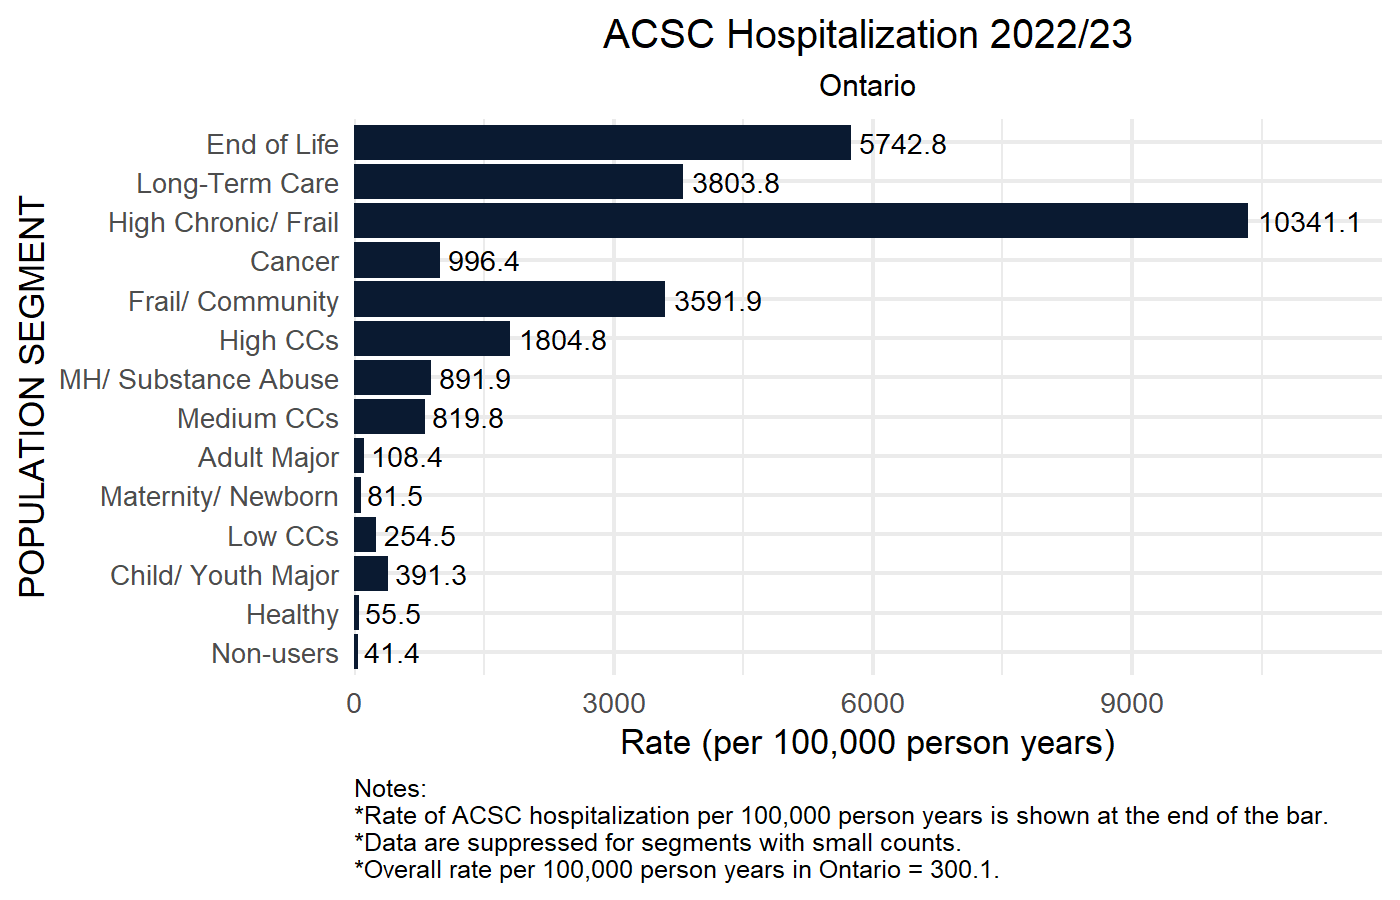 ACSC Hospitalization 2022/23
Ontario
POPULATION SEGMENT
End of Life 5742.8
Long-Term Care 3803.8
High Chronic/ Frail 10341.1
Cancer 996.4
Frail/ Community 3591.9
High CCs 1804.8
MH/ Substance Abuse 891.9
Medium CCs 819.8
Adult Major 108.4
Maternity/ Newborn 81.5
Low CCs 254.5
Child/ Youth Major 391.3
Healthy 55.5
Non-users 41.4
0 3000 6000 9000
Rate (per 100,000 person years)
Notes:
*Rate of ACSC hospitalization per 100,000 person years is shown at the end of the bar.
*Data are suppressed for segments with small counts.
*Overall rate per 100,000 person years in Ontario = 300.1.